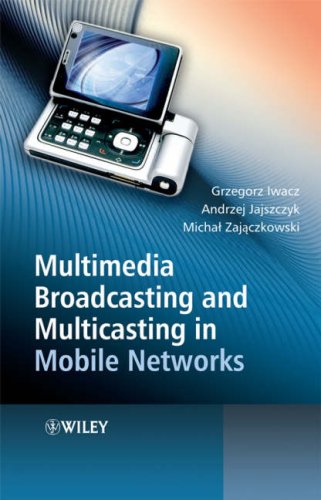 Grzegorz Iwacz
Andrzej Jajszczyk
Michał Zajączkowski
Multimedia
Broadcasting and
Multicasting in
Mobile Networks
WILEY